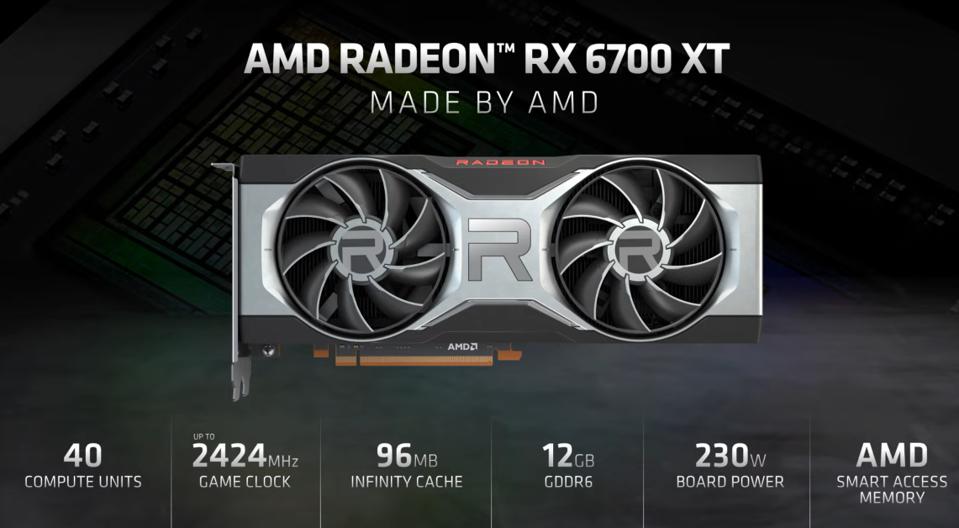 AMD RADEON™ RX 6700 XT
MADE BY AMD
RADEON
R R R
AMD
40
COMPUTE UNITS
UP TO
2424MHz
GAME CLOCK
96MB
INFINITY CACHE
12GB
GDDR6
230W
BOARD POWER
AMD
SMART ACCESS
MEMORY